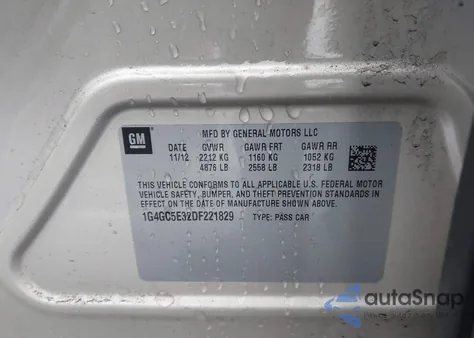 GM
MFD BY GENERAL MOTORS LLC
DATE GVWR GAWR FRT GAWR RR
11/12 2212 KG 1160 KG 1052 KG
4876 LB 2558 LB 2318 LB
THIS VEHICLE CONFORMS TO ALL APPLICABLE U.S. FEDERAL MOTOR
VEHICLE SAFETY, BUMPER, AND THEFT PREVENTION STANDARDS IN
EFFECT ON THE DATE OF MANUFACTURE SHOWN ABOVE.
1G4GC5E32DF221829 TYPE: PASS CAR
autoSnap